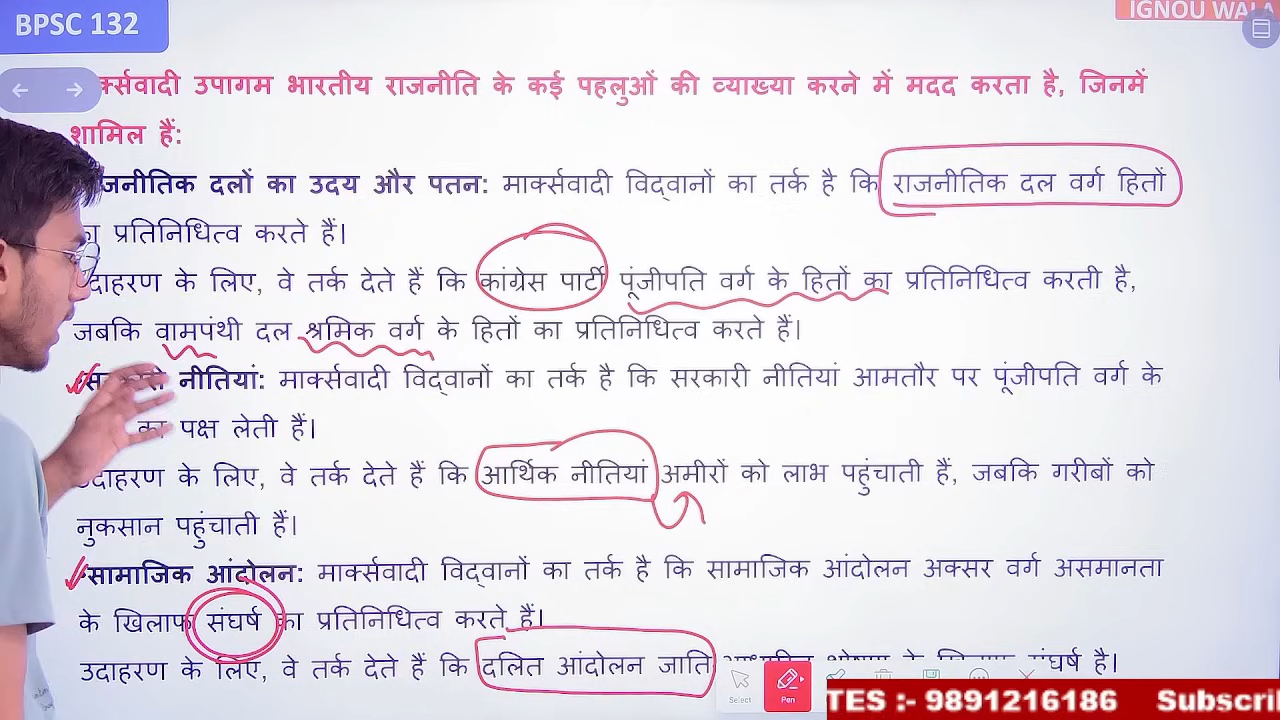 BPSC 132
IGNOU WALA
मार्क्सवादी उपागम भारतीय राजनीति के कई पहलुओं की व्याख्या करने में मदद करता है, जिनमें
शामिल हैं:
राजनीतिक दलों का उदय और पतन: मार्क्सवादी विद्वानों का तर्क है कि राजनीतिक दल वर्ग हितों
का प्रतिनिधित्व करते हैं।
उदाहरण के लिए, वे तर्क देते हैं कि कांग्रेस पार्टी पूंजीपति वर्ग के हितों का प्रतिनिधित्व करती है,
जबकि वामपंथी दल श्रमिक वर्ग के हितों का प्रतिनिधित्व करते हैं।
नीतियां: मार्क्सवादी विद्वानों का तर्क है कि सरकारी नीतियां आमतौर पर पूंजीपति वर्ग के
का पक्ष लेती हैं।
उदाहरण के लिए, वे तर्क देते हैं कि आर्थिक नीतियां अमीरों को लाभ पहुंचाती हैं, जबकि गरीबों को
नुकसान पहुंचाती हैं।
सामाजिक आंदोलन: मार्क्सवादी विद्वानों का तर्क है कि सामाजिक आंदोलन अक्सर वर्ग असमानता
के खिलाफ संघर्ष का प्रतिनिधित्व करते हैं।
उदाहरण के लिए, वे तर्क देते हैं कि दलित आंदोलन जाति संघर्ष है।
Select
Pen
TES :- 9891216186 Subscri